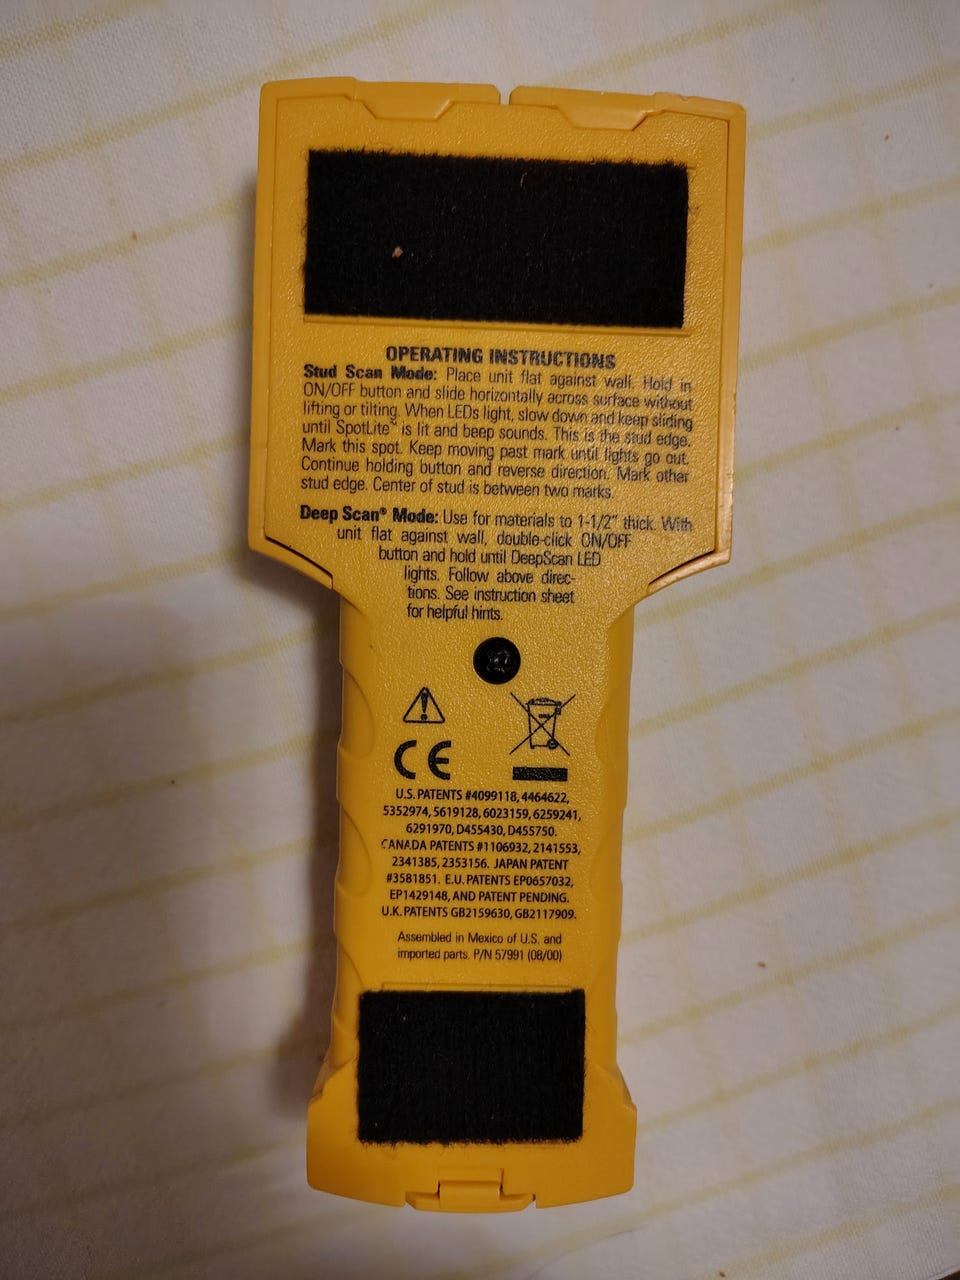 OPERATING INSTRUCTIONS
Stud Scan Mode: Place unit flat against wall. Hold in
ON/OFF button and slide horizontally across surface without
lifting or tilting. When LEDs light, slow down and keep sliding
until SpotLite™ is lit and beep sounds. This is the stud edge.
Mark this spot. Keep moving past mark until lights go out.
Continue holding button and reverse direction. Mark other
stud edge. Center of stud is between two marks.
Deep Scan® Mode: Use for materials to 1-1/2" thick. With
unit flat against wall, double-click ON/OFF
button and hold until DeepScan LED
lights. Follow above direc-
tions. See instruction sheet
for helpful hints.
CE
U.S. PATENTS #4099118, 4464622,
5352974, 5619128, 6023159, 6259241,
6291970, D455430, D455750.
CANADA PATENTS #1106932, 2141553,
2341385, 2353156. JAPAN PATENT
#3581851. E.U. PATENTS EP0657032,
EP1429148, AND PATENT PENDING.
U.K. PATENTS GB2159630, GB2117909.
Assembled in Mexico of U.S. and
imported parts. P/N 57991 (08/00)